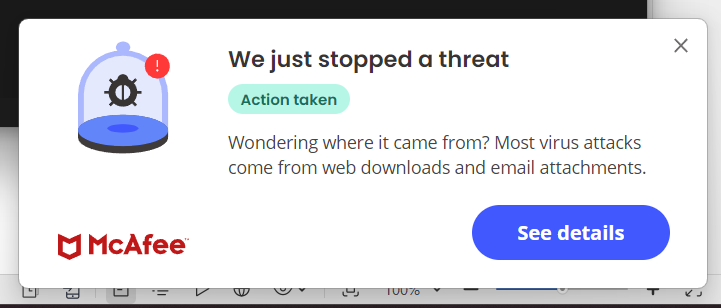 We just stopped a threat
Action taken
Wondering where it came from? Most virus attacks
come from web downloads and email attachments.
McAfee™
See details
100%